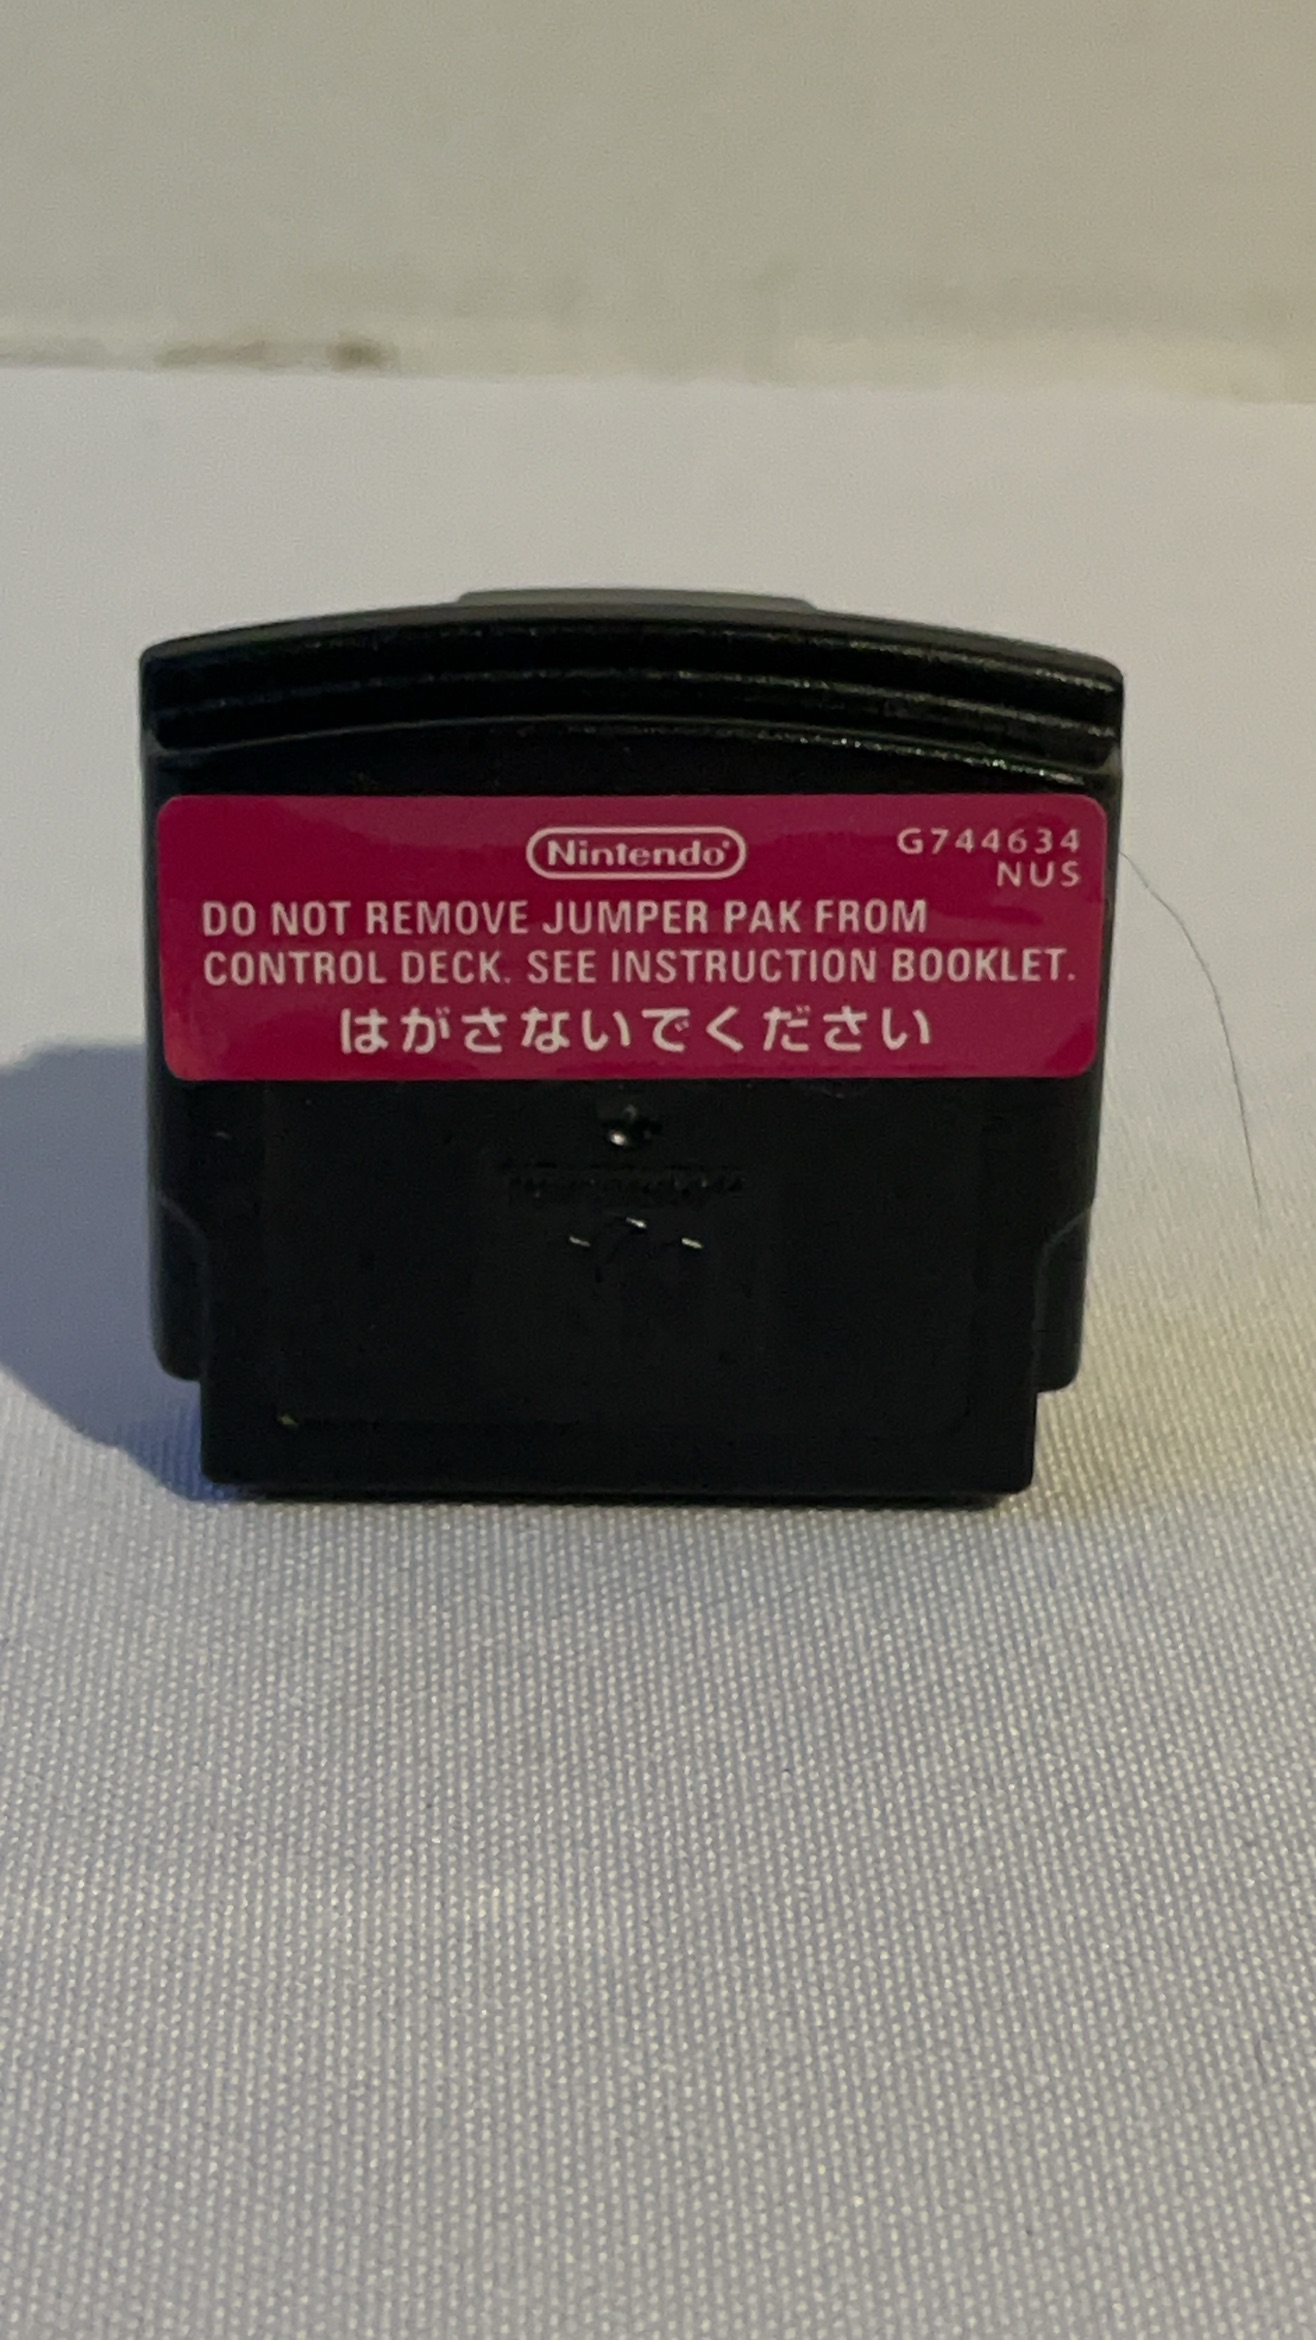 Nintendo®
G744634
NUS
DO NOT REMOVE JUMPER PAK FROM
CONTROL DECK. SEE INSTRUCTION BOOKLET.
はがさないでください